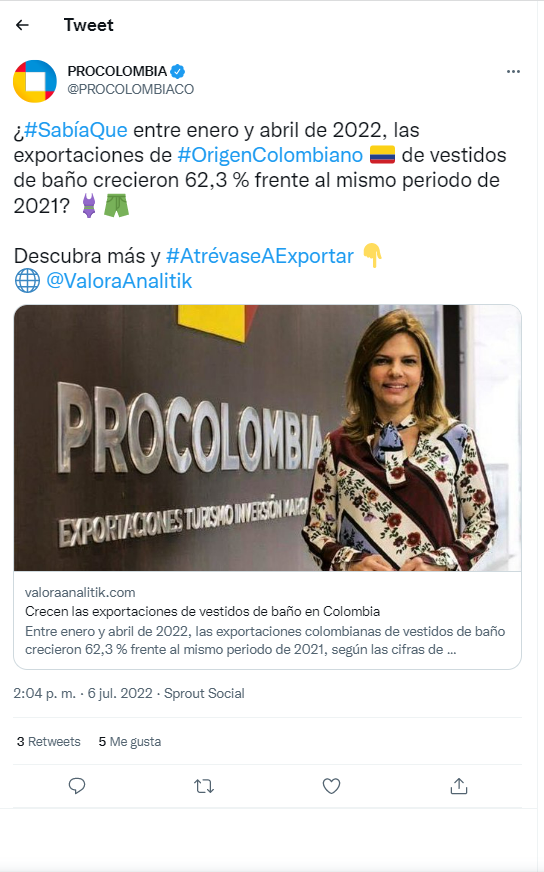 Tweet
PROCOLOMBIA
@PROCOLOMBIACO
¿#SabíaQue entre enero y abril de 2022, las
exportaciones de #OrigenColombiano 🇨🇴 de vestidos
de baño crecieron 62,3 % frente al mismo periodo de
2021? 🩱🩳
Descubra más y #AtrévaseAExportar 👇
🌐 @ValoraAnalitik
PROCOLOMBIA
EXPORTACIONES TURISMO INVERSIÓN MARCA
valoraanalitik.com
Crecen las exportaciones de vestidos de baño en Colombia
Entre enero y abril de 2022, las exportaciones colombianas de vestidos de baño
crecieron 62,3 % frente al mismo periodo de 2021, según las cifras de ...
2:04 p. m. · 6 jul. 2022 · Sprout Social
3 Retweets 5 Me gusta